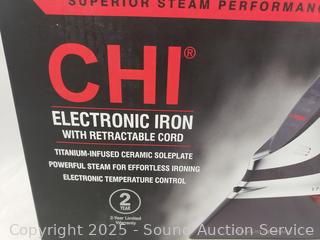 SUPERIOR STEAM PERFORMANC
CHI®
ELECTRONIC IRON
WITH RETRACTABLE CORD
TITANIUM-INFUSED CERAMIC SOLEPLATE
POWERFUL STEAM FOR EFFORTLESS IRONING
ELECTRONIC TEMPERATURE CONTROL
2
YEAR
2-Year Limited
Warranty
Copyright 2025 - Sound Auction Service